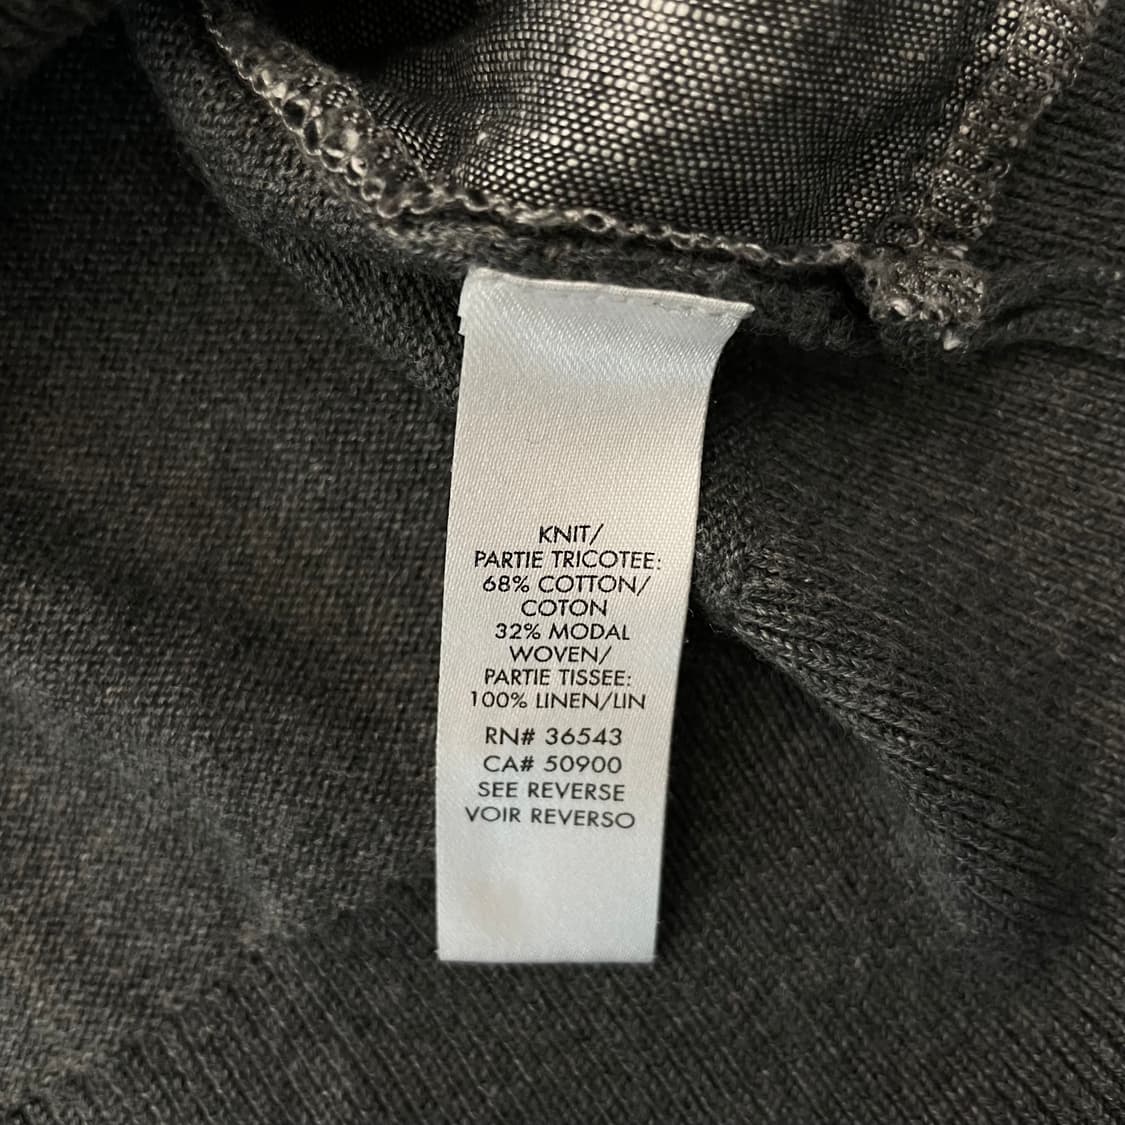 KNIT/
PARTIE TRICOTEE:
68% COTTON/
COTON
32% MODAL
WOVEN/
PARTIE TISSEE:
100% LINEN/LIN
RN# 36543
CA# 50900
SEE REVERSE
VOIR REVERSO